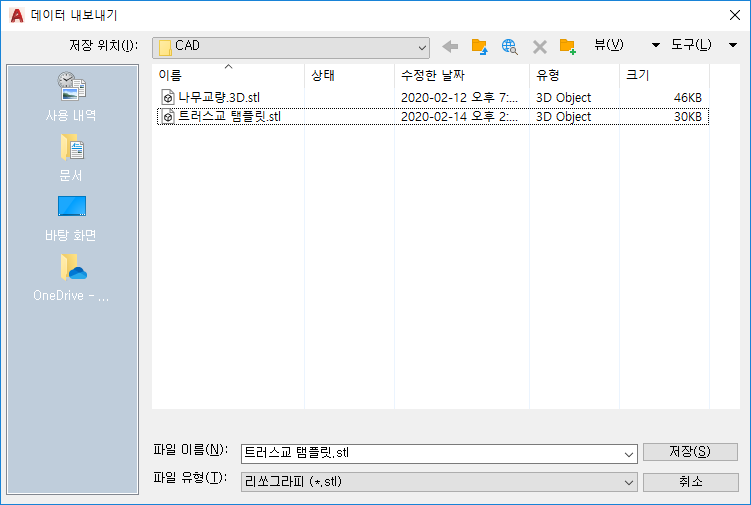 데이터 내보내기
저장 위치(I): CAD 뷰(V) 도구(L)
이름 상태 수정한 날짜 유형 크기
나무교량.3D.stl 2020-02-12 오후 7:... 3D Object 46KB
트러스교 탬플릿.stl 2020-02-14 오후 2:... 3D Object 30KB
사용 내역
문서
바탕 화면
OneDrive – ...
파일 이름(N): 트러스교 탬플릿.stl 저장(S)
파일 유형(T): 리쏘그라피 (*.stl) 취소